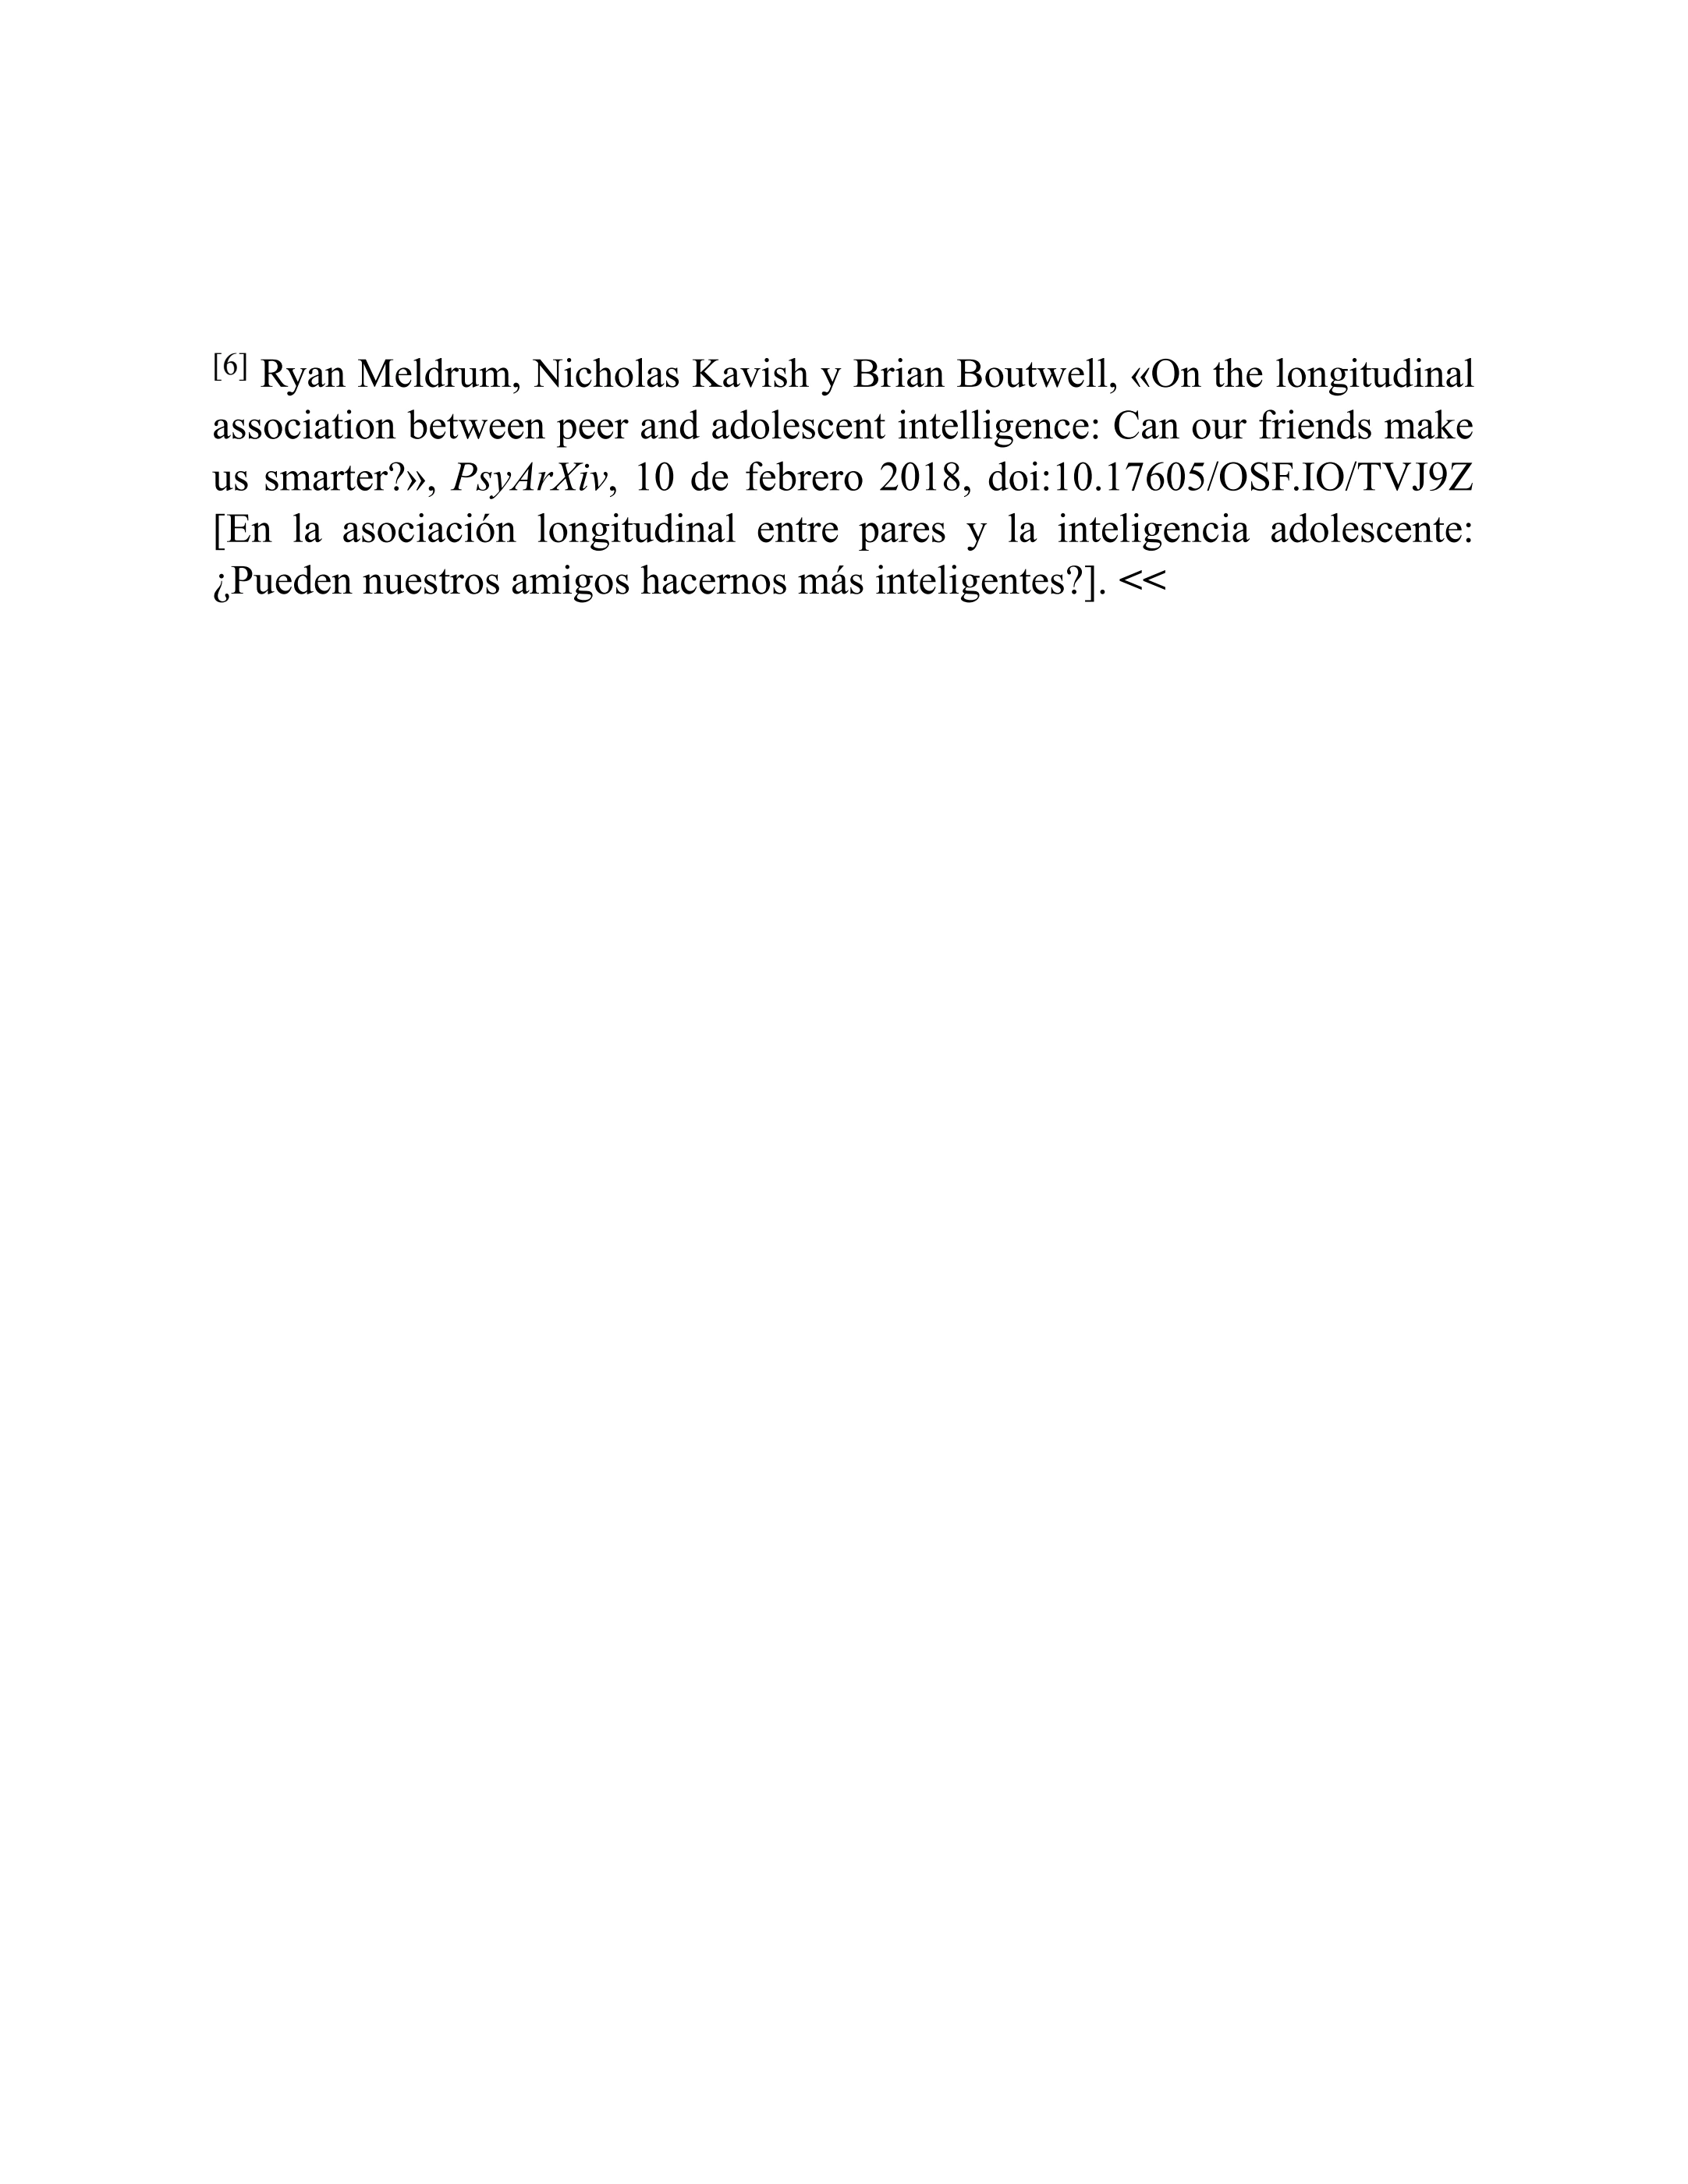 [6] Ryan Meldrum, Nicholas Kavish y Brian Boutwell, «On the longitudinal
association between peer and adolescent intelligence: Can our friends make
us smarter?», PsyArXiv, 10 de febrero 2018, doi:10.17605/OSF.IO/TVJ9Z
[En la asociación longitudinal entre pares y la inteligencia adolescente:
¿Pueden nuestros amigos hacernos más inteligentes?]. <<